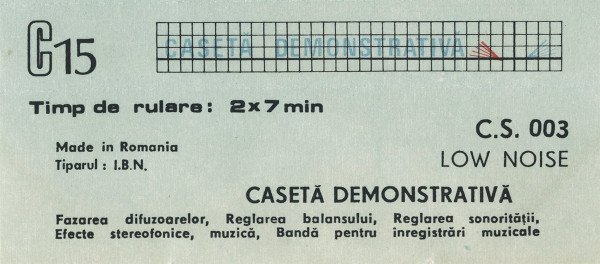 C15
CASETĂ DEMONSTRATIVĂ
Timp de rulare: 2x7 min
C.S. 003
Made in Romania
LOW NOISE
Tiparul : I.B.N.
CASETĂ DEMONSTRATIVĂ
Fazarea difuzoarelor, Reglarea balansului, Reglarea sonorității,
Efecte stereofonice, muzică, Bandă pentru inregistrări muzicale